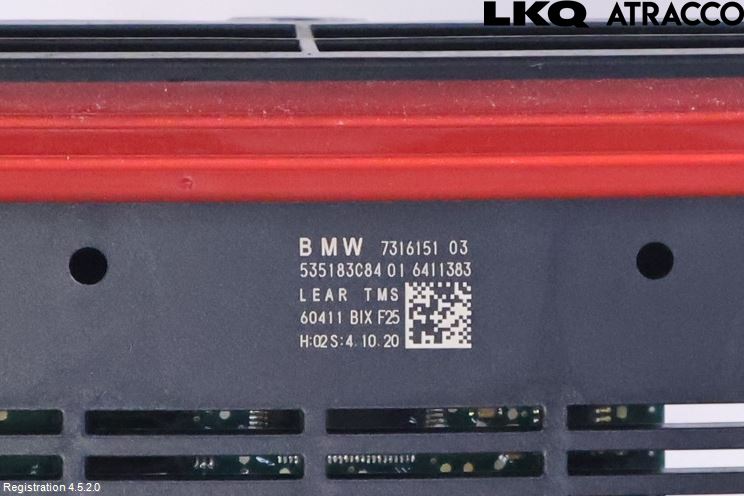 LKQ ATRACCO
BMW 7316151 03
535183C84 01 6411383
LEAR TMS
60411 BIX F25
H:02 S:4.10.20
Registration 4.5.2.0